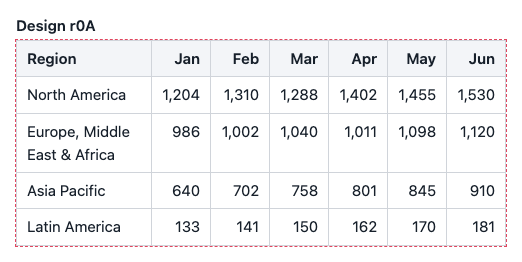 Design r0A
Region Jan Feb Mar Apr May Jun
North America 1,204 1,310 1,288 1,402 1,455 1,530
Europe, Middle 986 1,002 1,040 1,011 1,098 1,120
East & Africa
Asia Pacific 640 702 758 801 845 910
Latin America 133 141 150 162 170 181